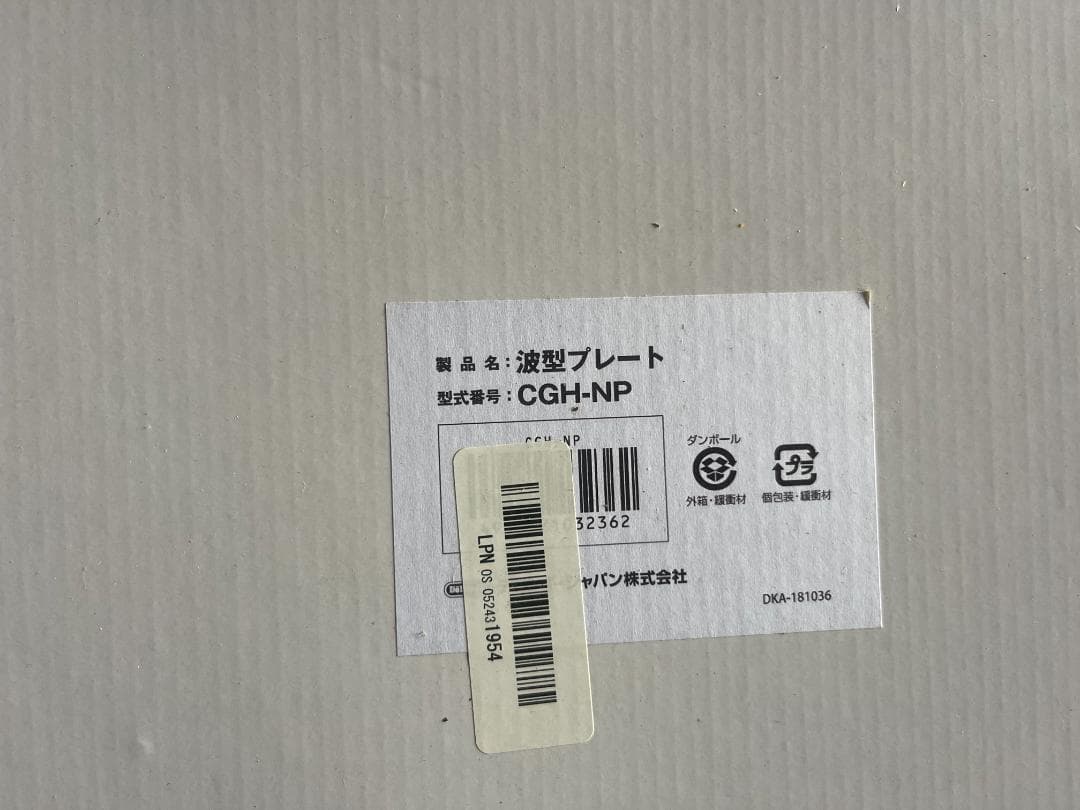 製品名：波型プレート
型式番号：CGH-NP
CGH-NP
32362
ダンボール
外箱・緩衝材
プラ
個包装・緩衝材
ジャパン株式会社
DKA-181036
LPN OS 052431954